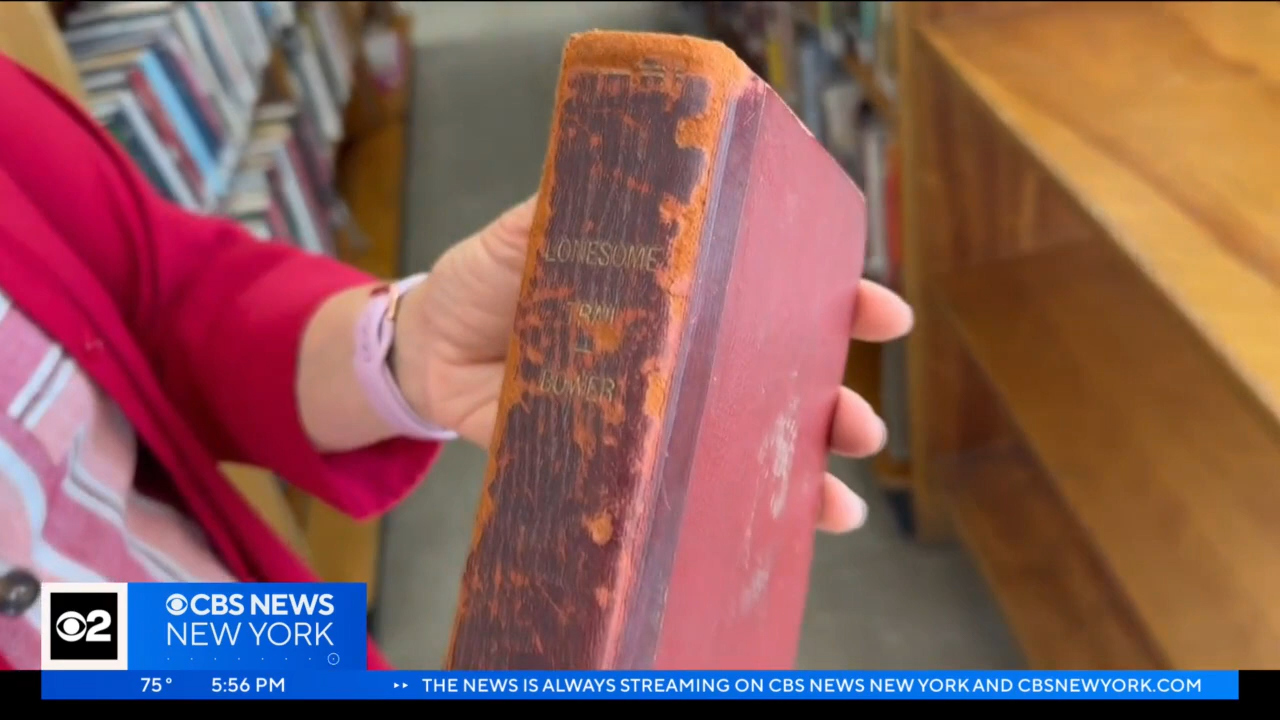 LONESOME
TRAIL
BOWER
2
CBS NEWS
NEW YORK
75° 5:56 PM THE NEWS IS ALWAYS STREAMING ON CBS NEWS NEW YORK AND CBSNEWYORK.COM